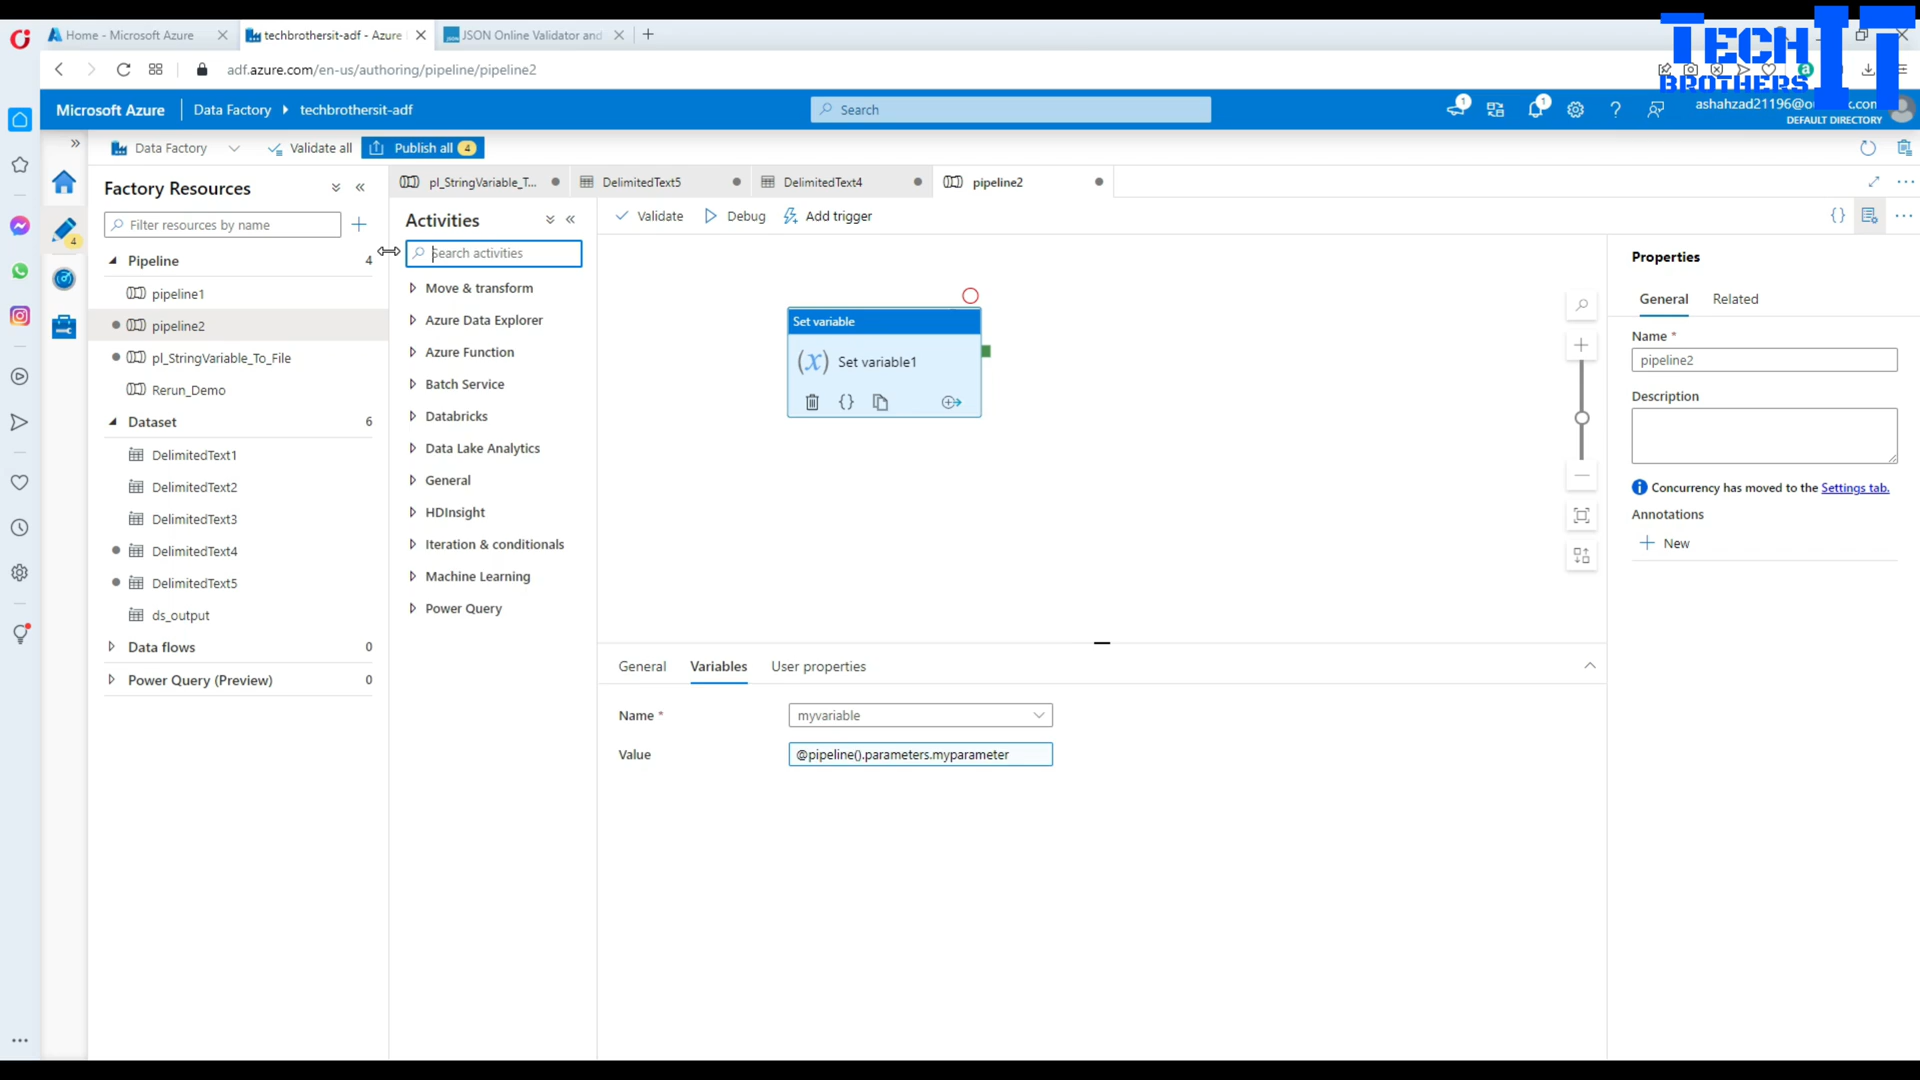 Home - Microsoft Azure
techbrothersit-adf - Azure
JSON Online Validator and
TECH IT
BROTHERS
adf.azure.com/en-us/authoring/pipeline/pipeline2
Microsoft Azure
Data Factory
techbrothersit-adf
Search
1
1
DEFAULT DIRECTORY
Data Factory
Validate all
Publish all
4
Factory Resources
Filter resources by name
4
Pipeline
4
pipeline1
pipeline2
pl_StringVariable_To_File
Rerun_Demo
Dataset
6
DelimitedText1
DelimitedText2
DelimitedText3
DelimitedText4
DelimitedText5
ds_output
Data flows
0
Power Query (Preview)
0
pl_StringVariable_T...
DelimitedText5
DelimitedText4
pipeline2
Activities
Search activities
Move & transform
Azure Data Explorer
Azure Function
Batch Service
Databricks
Data Lake Analytics
General
HDInsight
Iteration & conditionals
Machine Learning
Power Query
Validate
Debug
Add trigger
Set variable
(x) Set variable1
General
Variables
User properties
Name *
myvariable
Value
@pipeline().parameters.myparameter
Properties
General
Related
Name *
pipeline2
Description
Concurrency has moved to the Settings tab.
Annotations
New